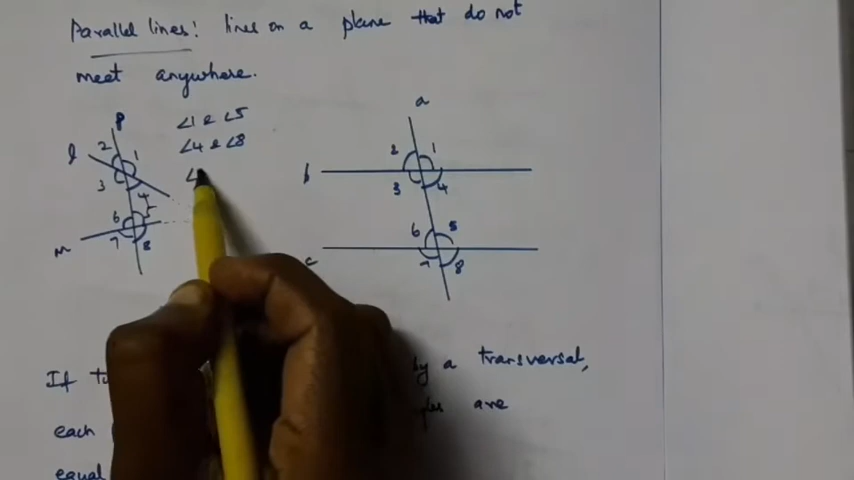 Parallel lines: lines on a plane that do not
meet anywhere.
∠1 & ∠5
∠4 & ∠8
∠
p
l
2
1
3
4
6
5
7
8
m
a
2
1
b
3
4
6
5
c
7
8
If
by a transversal,
each
are
equal